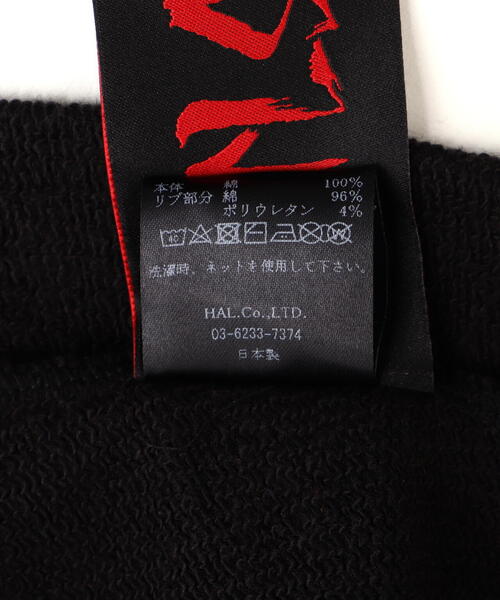 本体 綿 100%
リブ部分 綿 96%
ポリウレタン 4%
40
洗濯時、ネットを使用して下さい。
HAL.Co.,LTD.
03-6233-7374
日本製